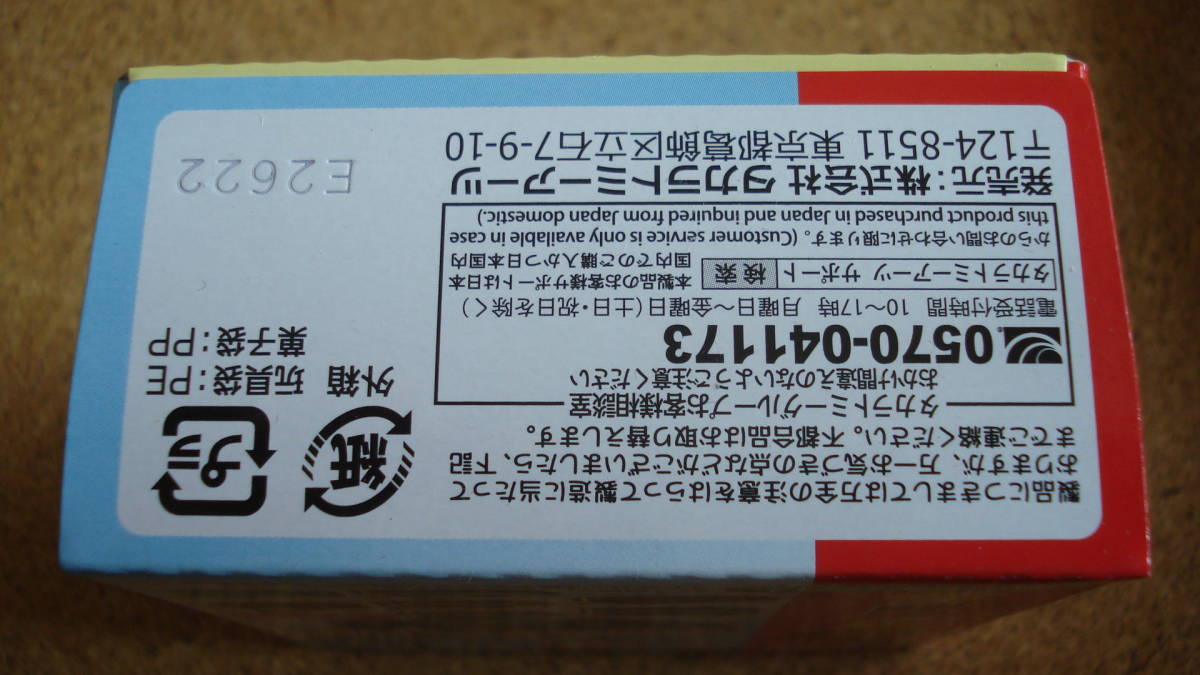 製品につきましては万全の注意をはらって製造に当たって
おりますが、万一お気づきの点などがございましたら、下記
までご連絡ください。不都合品はお取り替えします。
タカラトミーグループお客様相談室
おかけ間違えのないようご注意ください
0570-041173
電話受付時間 10〜17時 月曜日〜金曜日(土・日・祝日を除く)
タカラトミーアーツ サポート 検索
本製品のお客様サポートは日本
国内でのご購入かつ日本国内
からのお問い合わせに限ります。(Customer service is only available in case
this product purchased in Japan and inquired from Japan domestic.)
発売元:株式会社 タカラトミーアーツ
〒124-8511 東京都葛飾区立石7-9-10
紙
プラ
外箱 玩具袋:PE
菓子袋:PP
E2622